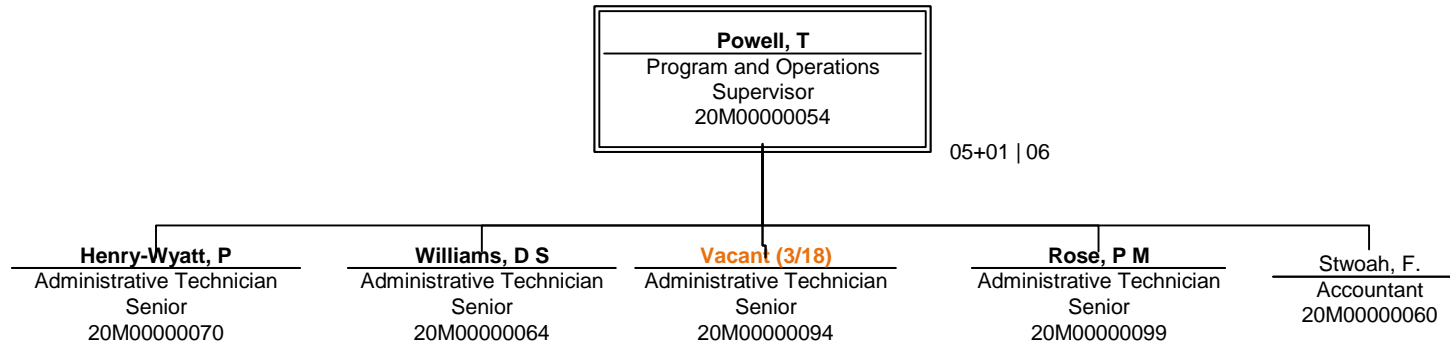 Powell, T
Program and Operations
Supervisor
20M00000054
05+01 | 06
Henry-Wyatt, P
Administrative Technician
Senior
20M00000070
Williams, D S
Administrative Technician
Senior
20M00000064
Vacant (3/18)
Administrative Technician
Senior
20M00000094
Rose, P M
Administrative Technician
Senior
20M00000099
Stwoah, F.
Accountant
20M00000060